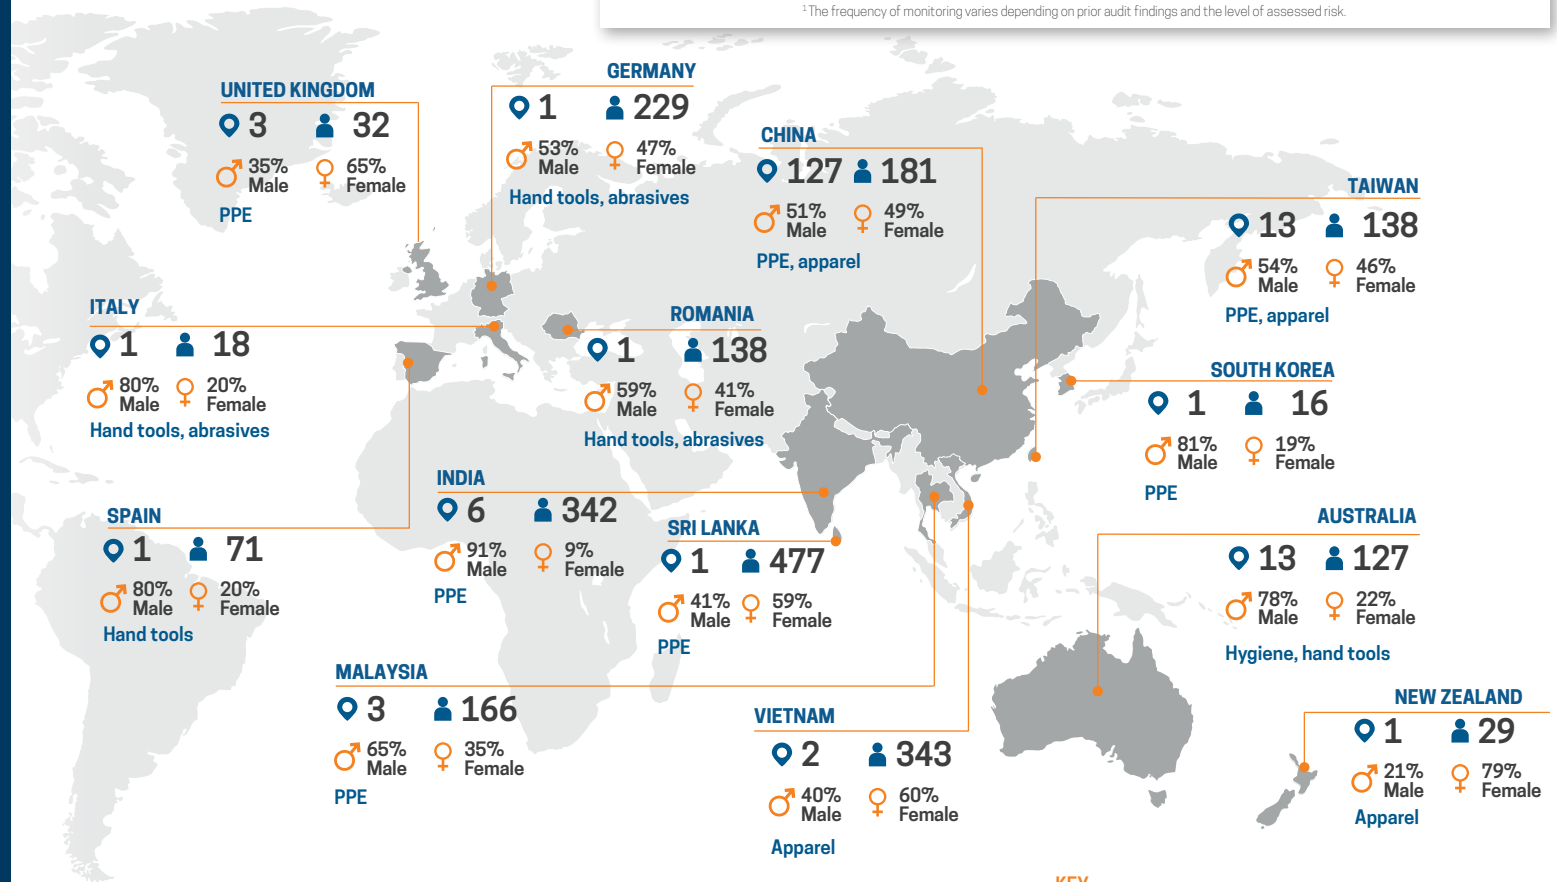 ¹ The frequency of monitoring varies depending on prior audit findings and the level of assessed risk.
UNITED KINGDOM
3 32
35% Male 65% Female
PPE
GERMANY
1 229
53% Male 47% Female
Hand tools, abrasives
CHINA
127 181
51% Male 49% Female
PPE, apparel
TAIWAN
13 138
54% Male 46% Female
PPE, apparel
ITALY
1 18
80% Male 20% Female
Hand tools, abrasives
ROMANIA
1 138
59% Male 41% Female
Hand tools, abrasives
SOUTH KOREA
1 16
81% Male 19% Female
PPE
SPAIN
1 71
80% Male 20% Female
Hand tools
INDIA
6 342
91% Male 9% Female
PPE
SRI LANKA
1 477
41% Male 59% Female
PPE
AUSTRALIA
13 127
78% Male 22% Female
Hygiene, hand tools
MALAYSIA
3 166
65% Male 35% Female
PPE
VIETNAM
2 343
40% Male 60% Female
Apparel
NEW ZEALAND
1 29
21% Male 79% Female
Apparel
KEY